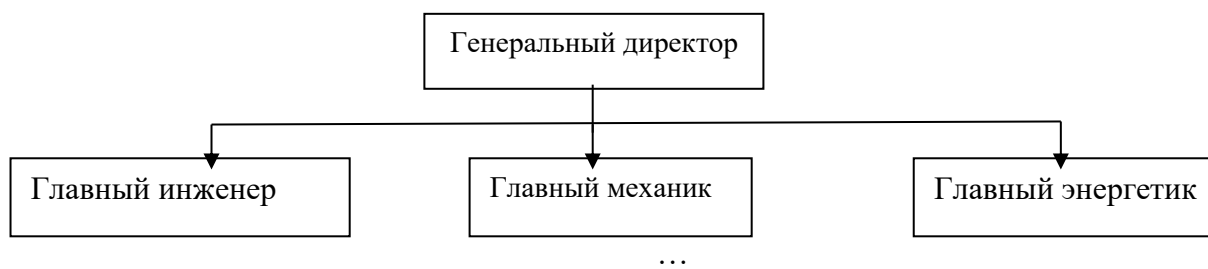 Генеральный директор
Главный инженер
Главный механик
Главный энергетик
…